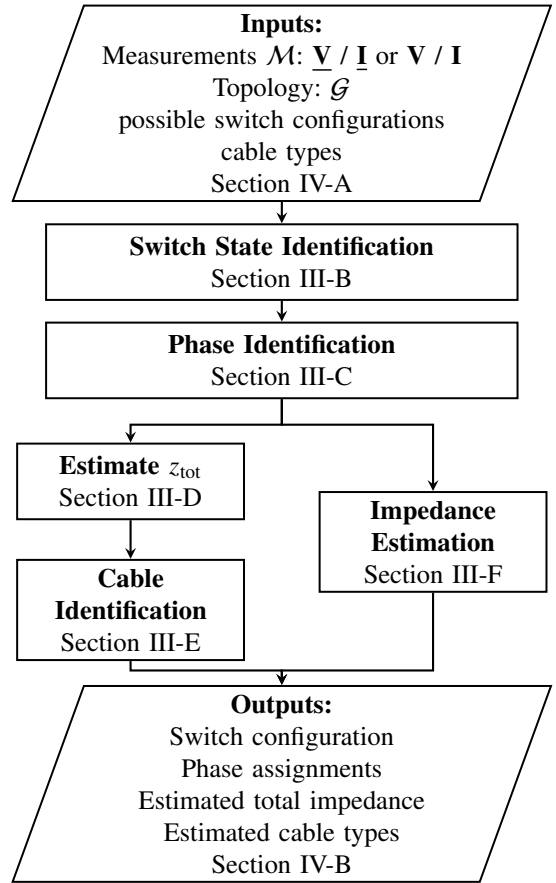 Inputs:
Measurements ℳ: V / I or V / I
Topology: 𝒢
possible switch configurations
cable types
Section IV-A
Switch State Identification
Section III-B
Phase Identification
Section III-C
Estimate z_tot
Section III-D
Cable
Identification
Section III-E
Impedance
Estimation
Section III-F
Outputs:
Switch configuration
Phase assignments
Estimated total impedance
Estimated cable types
Section IV-B